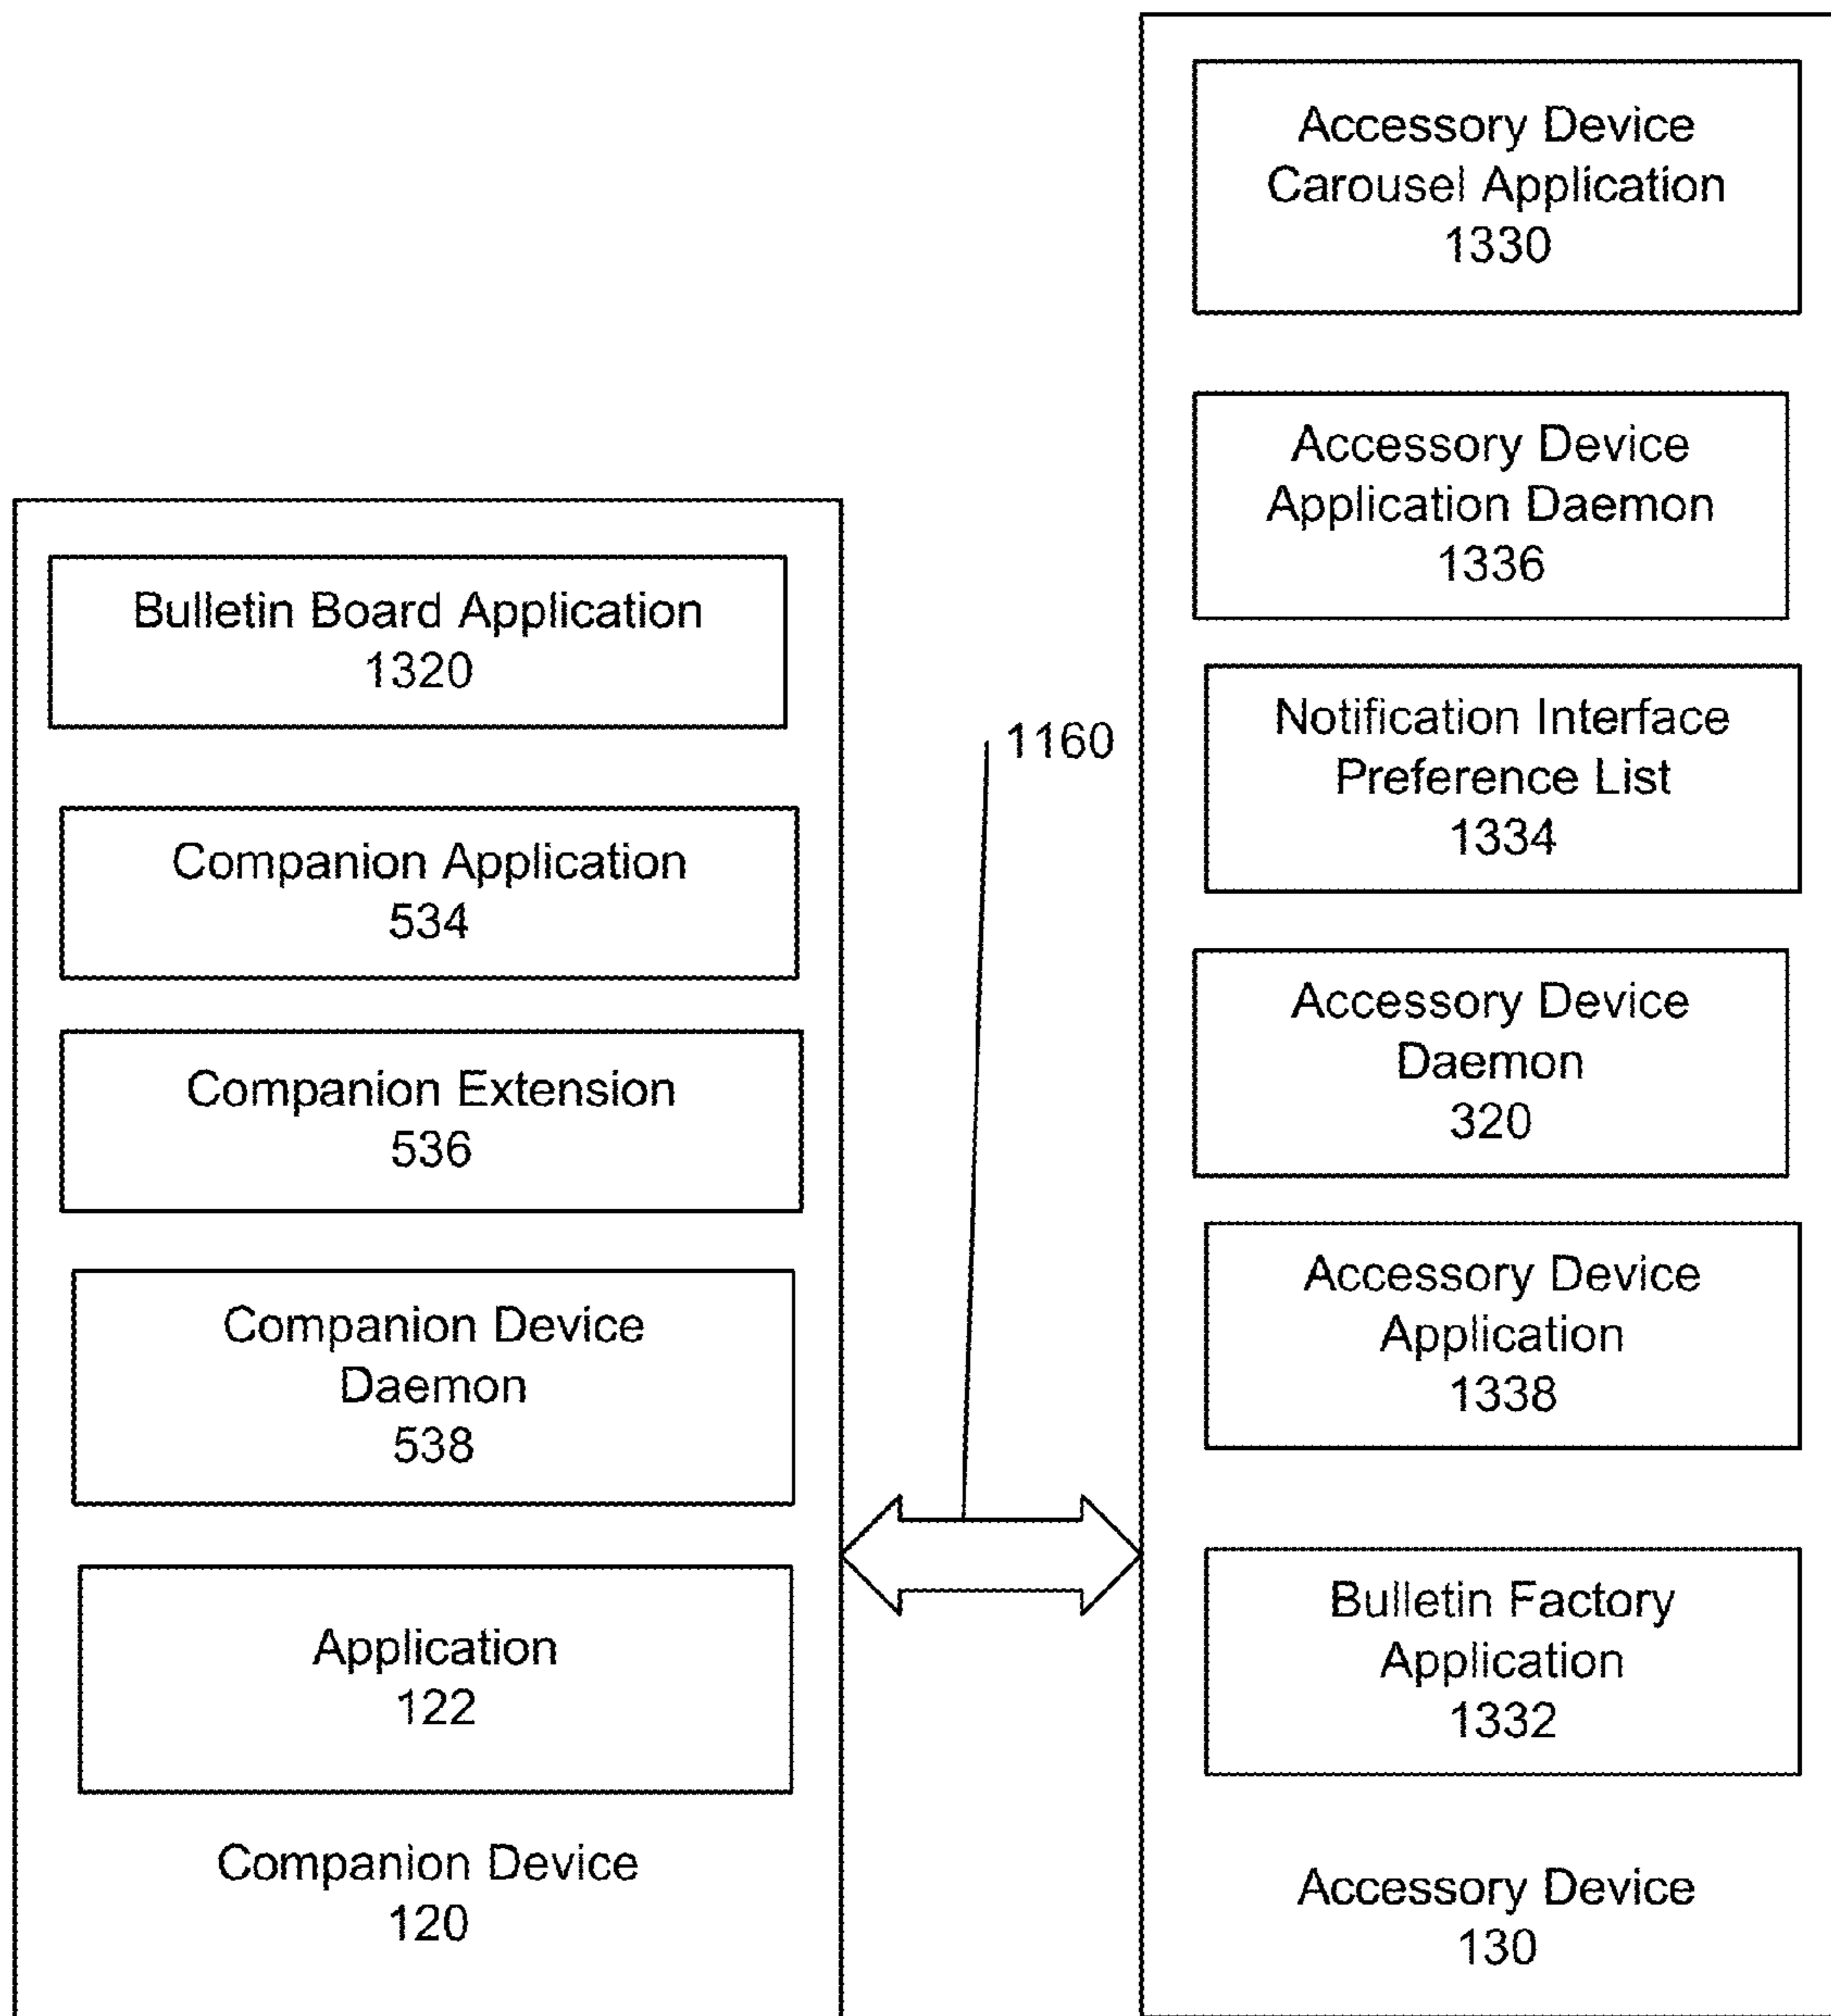 Bulletin Board Application
1320
Companion Application
534
Companion Extension
536
Companion Device
Daemon
538
Application
122
Companion Device
120
1160
Accessory Device
Carousel Application
1330
Accessory Device
Application Daemon
1336
Notification Interface
Preference List
1334
Accessory Device
Daemon
320
Accessory Device
Application
1338
Bulletin Factory
Application
1332
Accessory Device
130